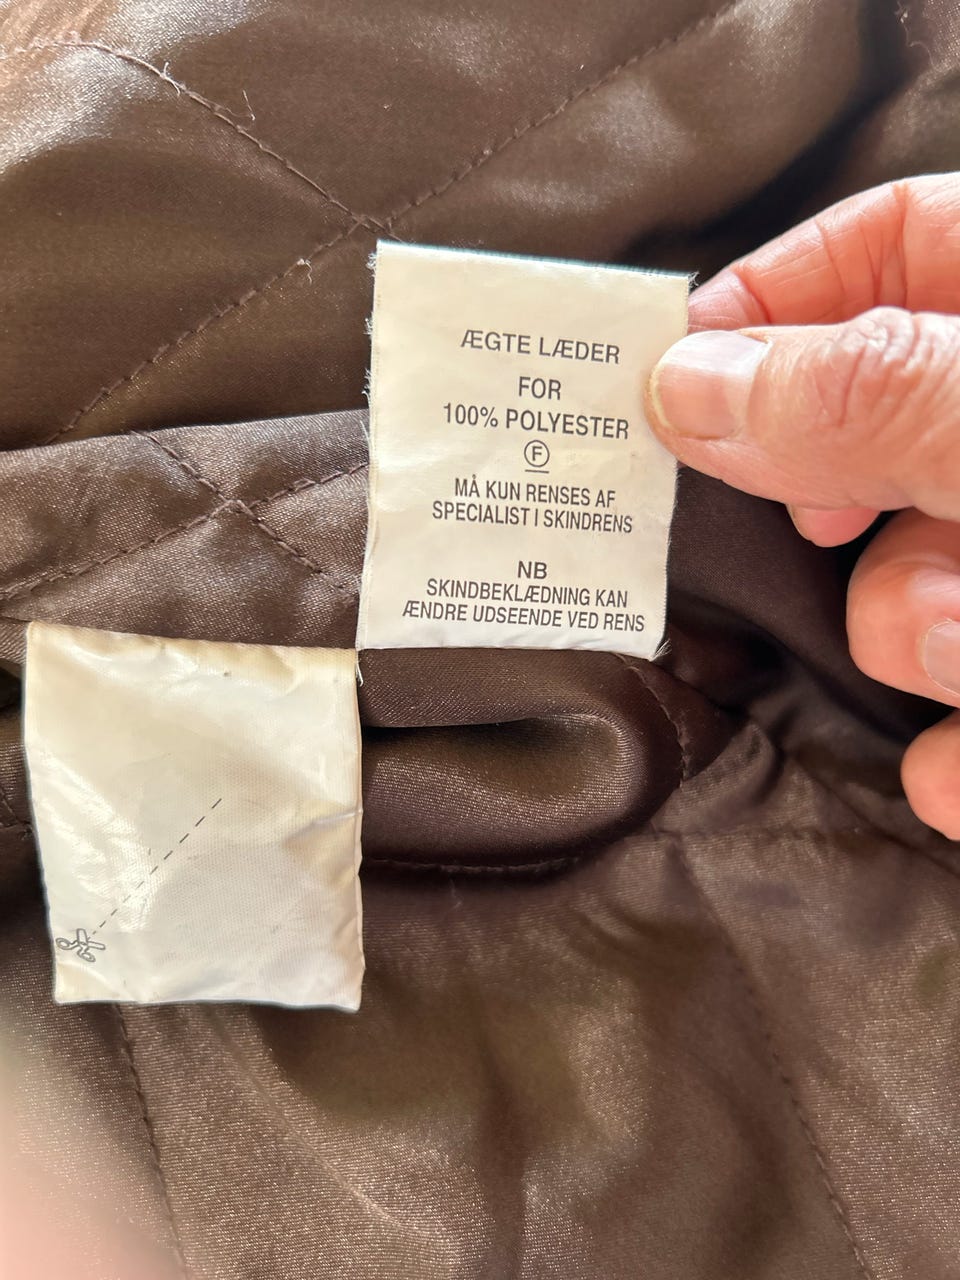 ÆGTE LÆDER
FOR
100% POLYESTER
F
MÅ KUN RENSES AF
SPECIALIST I SKINDRENS
NB
SKINDBEKLÆDNING KAN
ÆNDRE UDSEENDE VED RENS